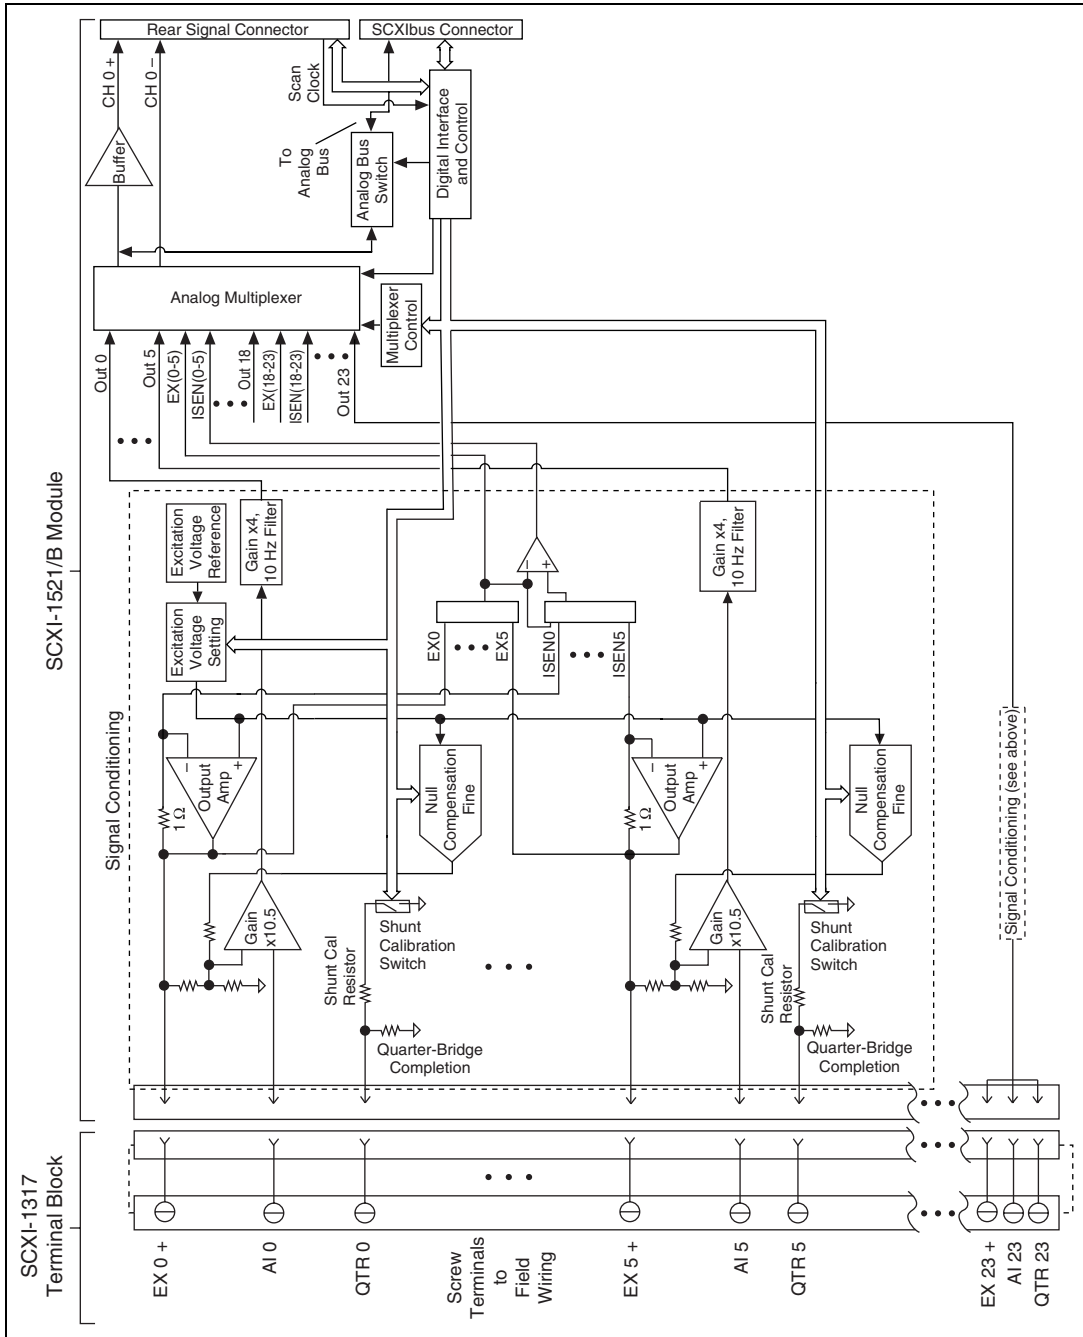 Rear Signal Connector
SCXIbus Connector
CH 0 +
CH 0 –
Scan
Clock
Buffer
To
Analog
Bus
Analog Bus
Switch
Digital Interface
and Control
Analog Multiplexer
Multiplexer
Control
Out 0
Out 5
EX(0-5)
ISEN(0-5)
Out 18
EX(18-23)
ISEN(18-23)
Out 23
SCXI-1521/B Module
Signal Conditioning
Excitation
Voltage
Reference
Excitation
Voltage
Setting
Gain x4,
10 Hz Filter
Gain x4,
10 Hz Filter
–
+
EX0
EX5
ISEN0
ISEN5
1 Ω
–
+
Output
Amp
Null
Compensation
Fine
1 Ω
–
+
Output
Amp
Null
Compensation
Fine
Gain
x10.5
Shunt Cal
Resistor
Shunt
Calibration
Switch
Quarter-Bridge
Completion
Gain
x10.5
Shunt Cal
Resistor
Shunt
Calibration
Switch
Quarter-Bridge
Completion
Signal Conditioning (see above)
SCXI-1317
Terminal Block
EX 0 +
AI 0
QTR 0
Screw
Terminals
to
Field
Wiring
EX 5 +
AI 5
QTR 5
EX 23 +
AI 23
QTR 23